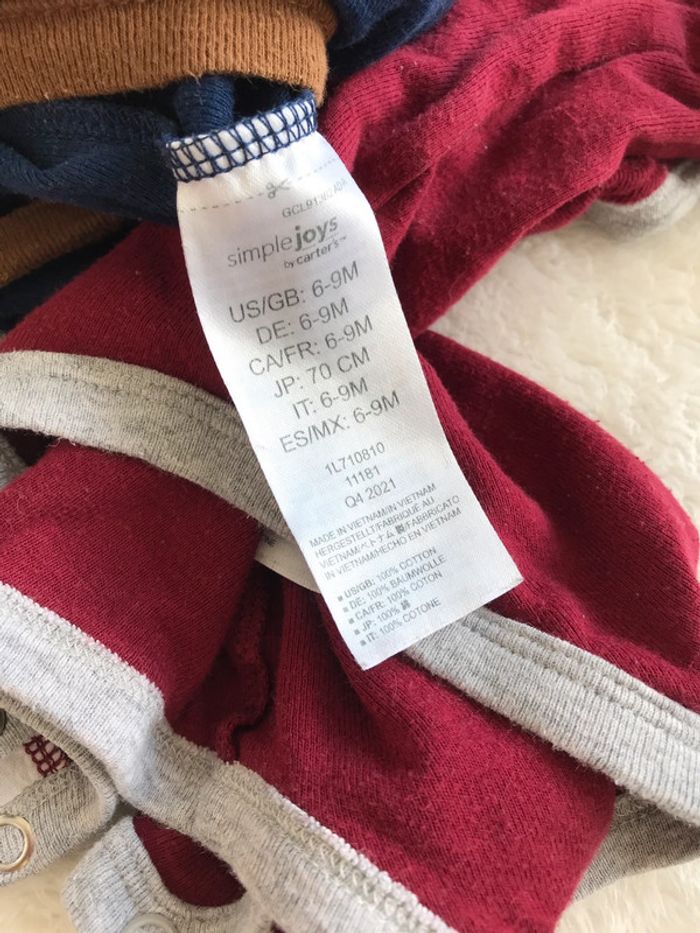 simple joys
by carter's™
US/GB: 6-9M
DE: 6-9M
CA/FR: 6-9M
JP: 70 CM
IT: 6-9M
ES/MX: 6-9M
1L710810
11181
Q4 2021
MADE IN VIETNAM/IN VIETNAM
HERGESTELLT/FABRIQUÉ AU
VIETNAM/ベトナム製/FABBRICATO
IN VIETNAM/HECHO EN VIETNAM
▪ US/GB: 100% COTTON
▪ DE: 100% BAUMWOLLE
▪ CA/FR: 100% COTON
▪ JP: 100% 綿
▪ IT: 100% COTONE